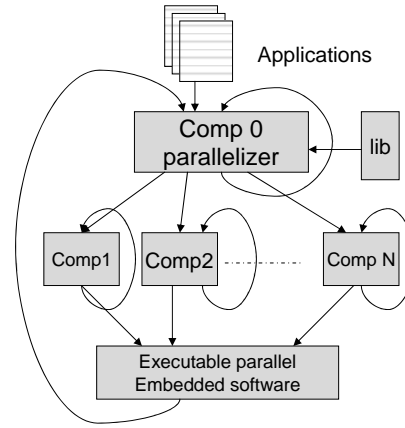 Applications
Comp 0
parallelizer
lib
Comp1
Comp2
Comp N
Executable parallel
Embedded software